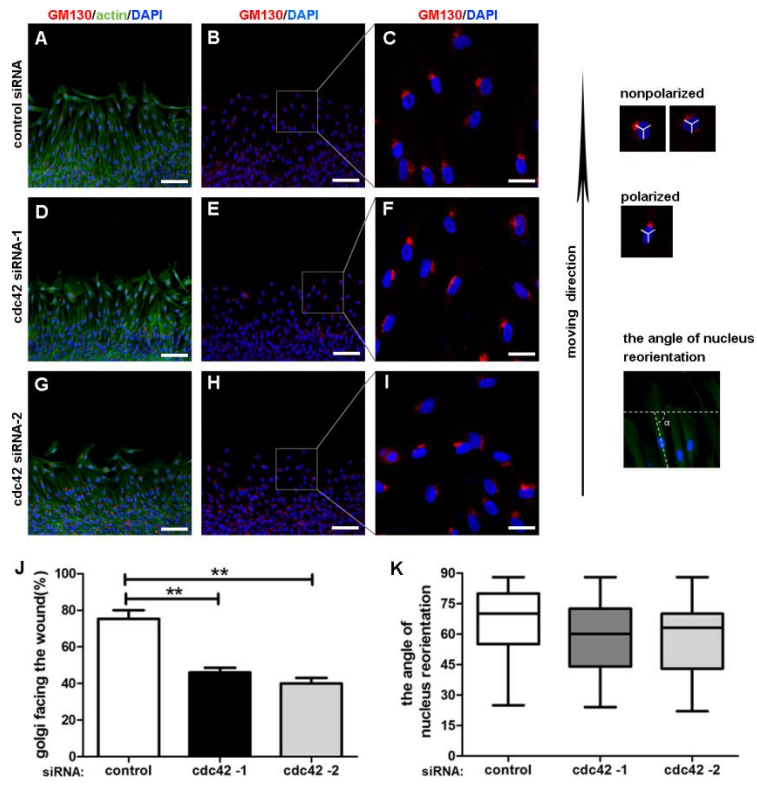 GM130/actin/DAPI GM130/DAPI GM130/DAPI
control siRNA
A B C
cdc42 siRNA-1
D E F
cdc42 siRNA-2
G H I
moving direction
nonpolarized
polarized
the angle of nucleus
reorientation
α
J
golgi facing the wound(%)
100
80
60
40
20
0
**
**
siRNA: control cdc42 -1 cdc42 -2
K
the angle of
nucleus reorientation
90
75
60
45
30
15
0
siRNA: control cdc42 -1 cdc42 -2